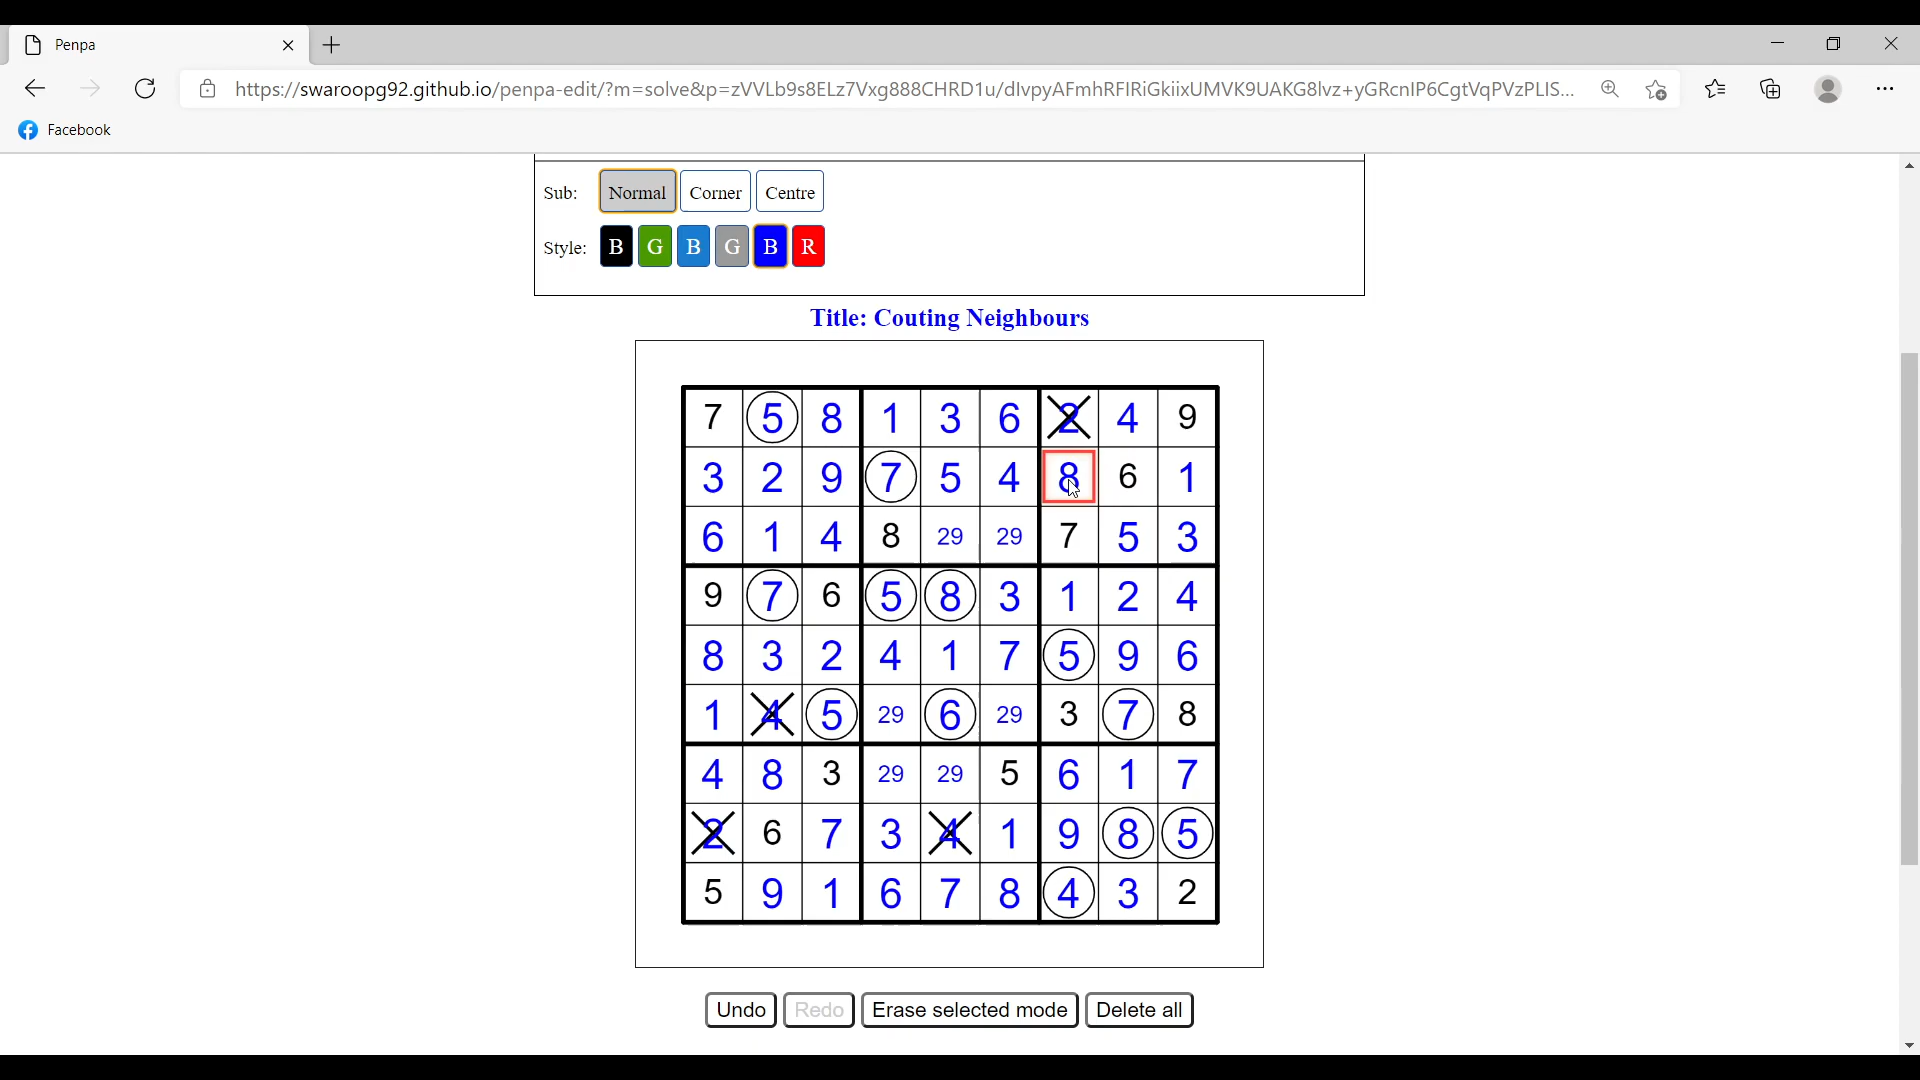 Penpa
https://swaroopg92.github.io/penpa-edit/?m=solve&p=zVVLb9s8ELz7Vxg888CHRD1u/dIvpyAFmhRFIRiGkiixUMVK9UAKG8lvz+yGRcnIP6CgtVqPVzPLIS...
Facebook
Sub: Normal Corner Centre
Style: B G B G B R
Title: Couting Neighbours
7 5 8 1 3 6 2 4 9
3 2 9 7 5 4 8 6 1
6 1 4 8 29 29 7 5 3
9 7 6 5 8 3 1 2 4
8 3 2 4 1 7 5 9 6
1 4 5 29 6 29 3 7 8
4 8 3 29 29 5 6 1 7
2 6 7 3 4 1 9 8 5
5 9 1 6 7 8 4 3 2
Undo Redo Erase selected mode Delete all